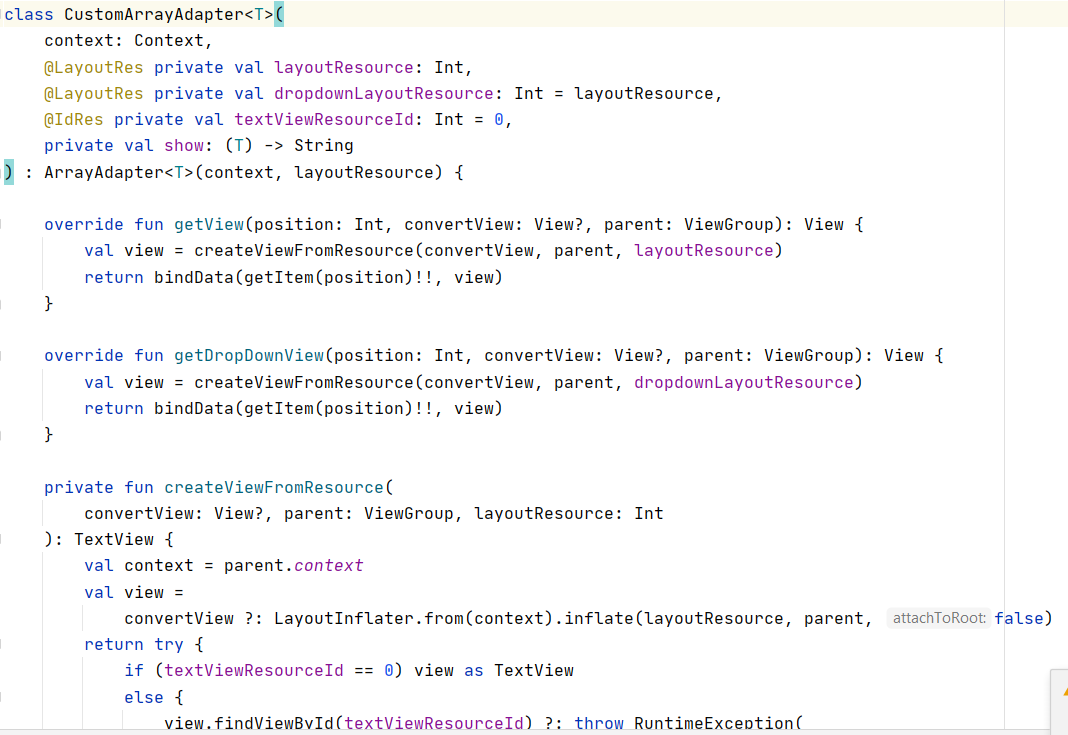 class CustomArrayAdapter<T>(
    context: Context,
    @LayoutRes private val layoutResource: Int,
    @LayoutRes private val dropdownLayoutResource: Int = layoutResource,
    @IdRes private val textViewResourceId: Int = 0,
    private val show: (T) -> String
) : ArrayAdapter<T>(context, layoutResource) {

    override fun getView(position: Int, convertView: View?, parent: ViewGroup): View {
        val view = createViewFromResource(convertView, parent, layoutResource)
        return bindData(getItem(position)!!, view)
    }

    override fun getDropDownView(position: Int, convertView: View?, parent: ViewGroup): View {
        val view = createViewFromResource(convertView, parent, dropdownLayoutResource)
        return bindData(getItem(position)!!, view)
    }

    private fun createViewFromResource(
        convertView: View?, parent: ViewGroup, layoutResource: Int
    ): TextView {
        val context = parent.context
        val view =
            convertView ?: LayoutInflater.from(context).inflate(layoutResource, parent, attachToRoot: false)
        return try {
            if (textViewResourceId == 0) view as TextView
            else {
                view.findViewById(textViewResourceId) ?: throw RuntimeException(